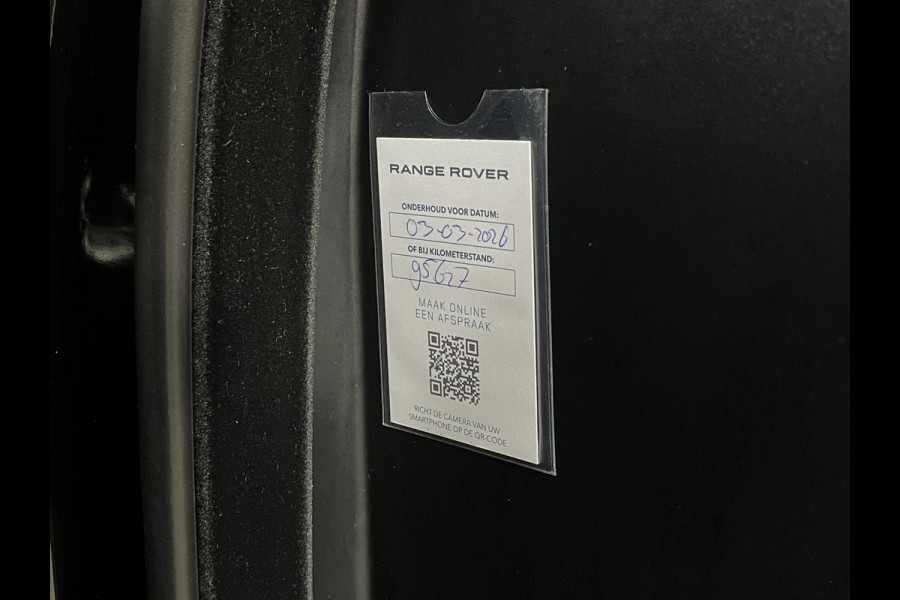 RANGE ROVER
ONDERHOUD VOOR DATUM:
03-03-2026
OF BIJ KILOMETERSTAND:
MAAK ONLINE
EEN AFSPRAAK
RICHT DE CAMERA VAN UW
SMARTPHONE OP DE QR-CODE